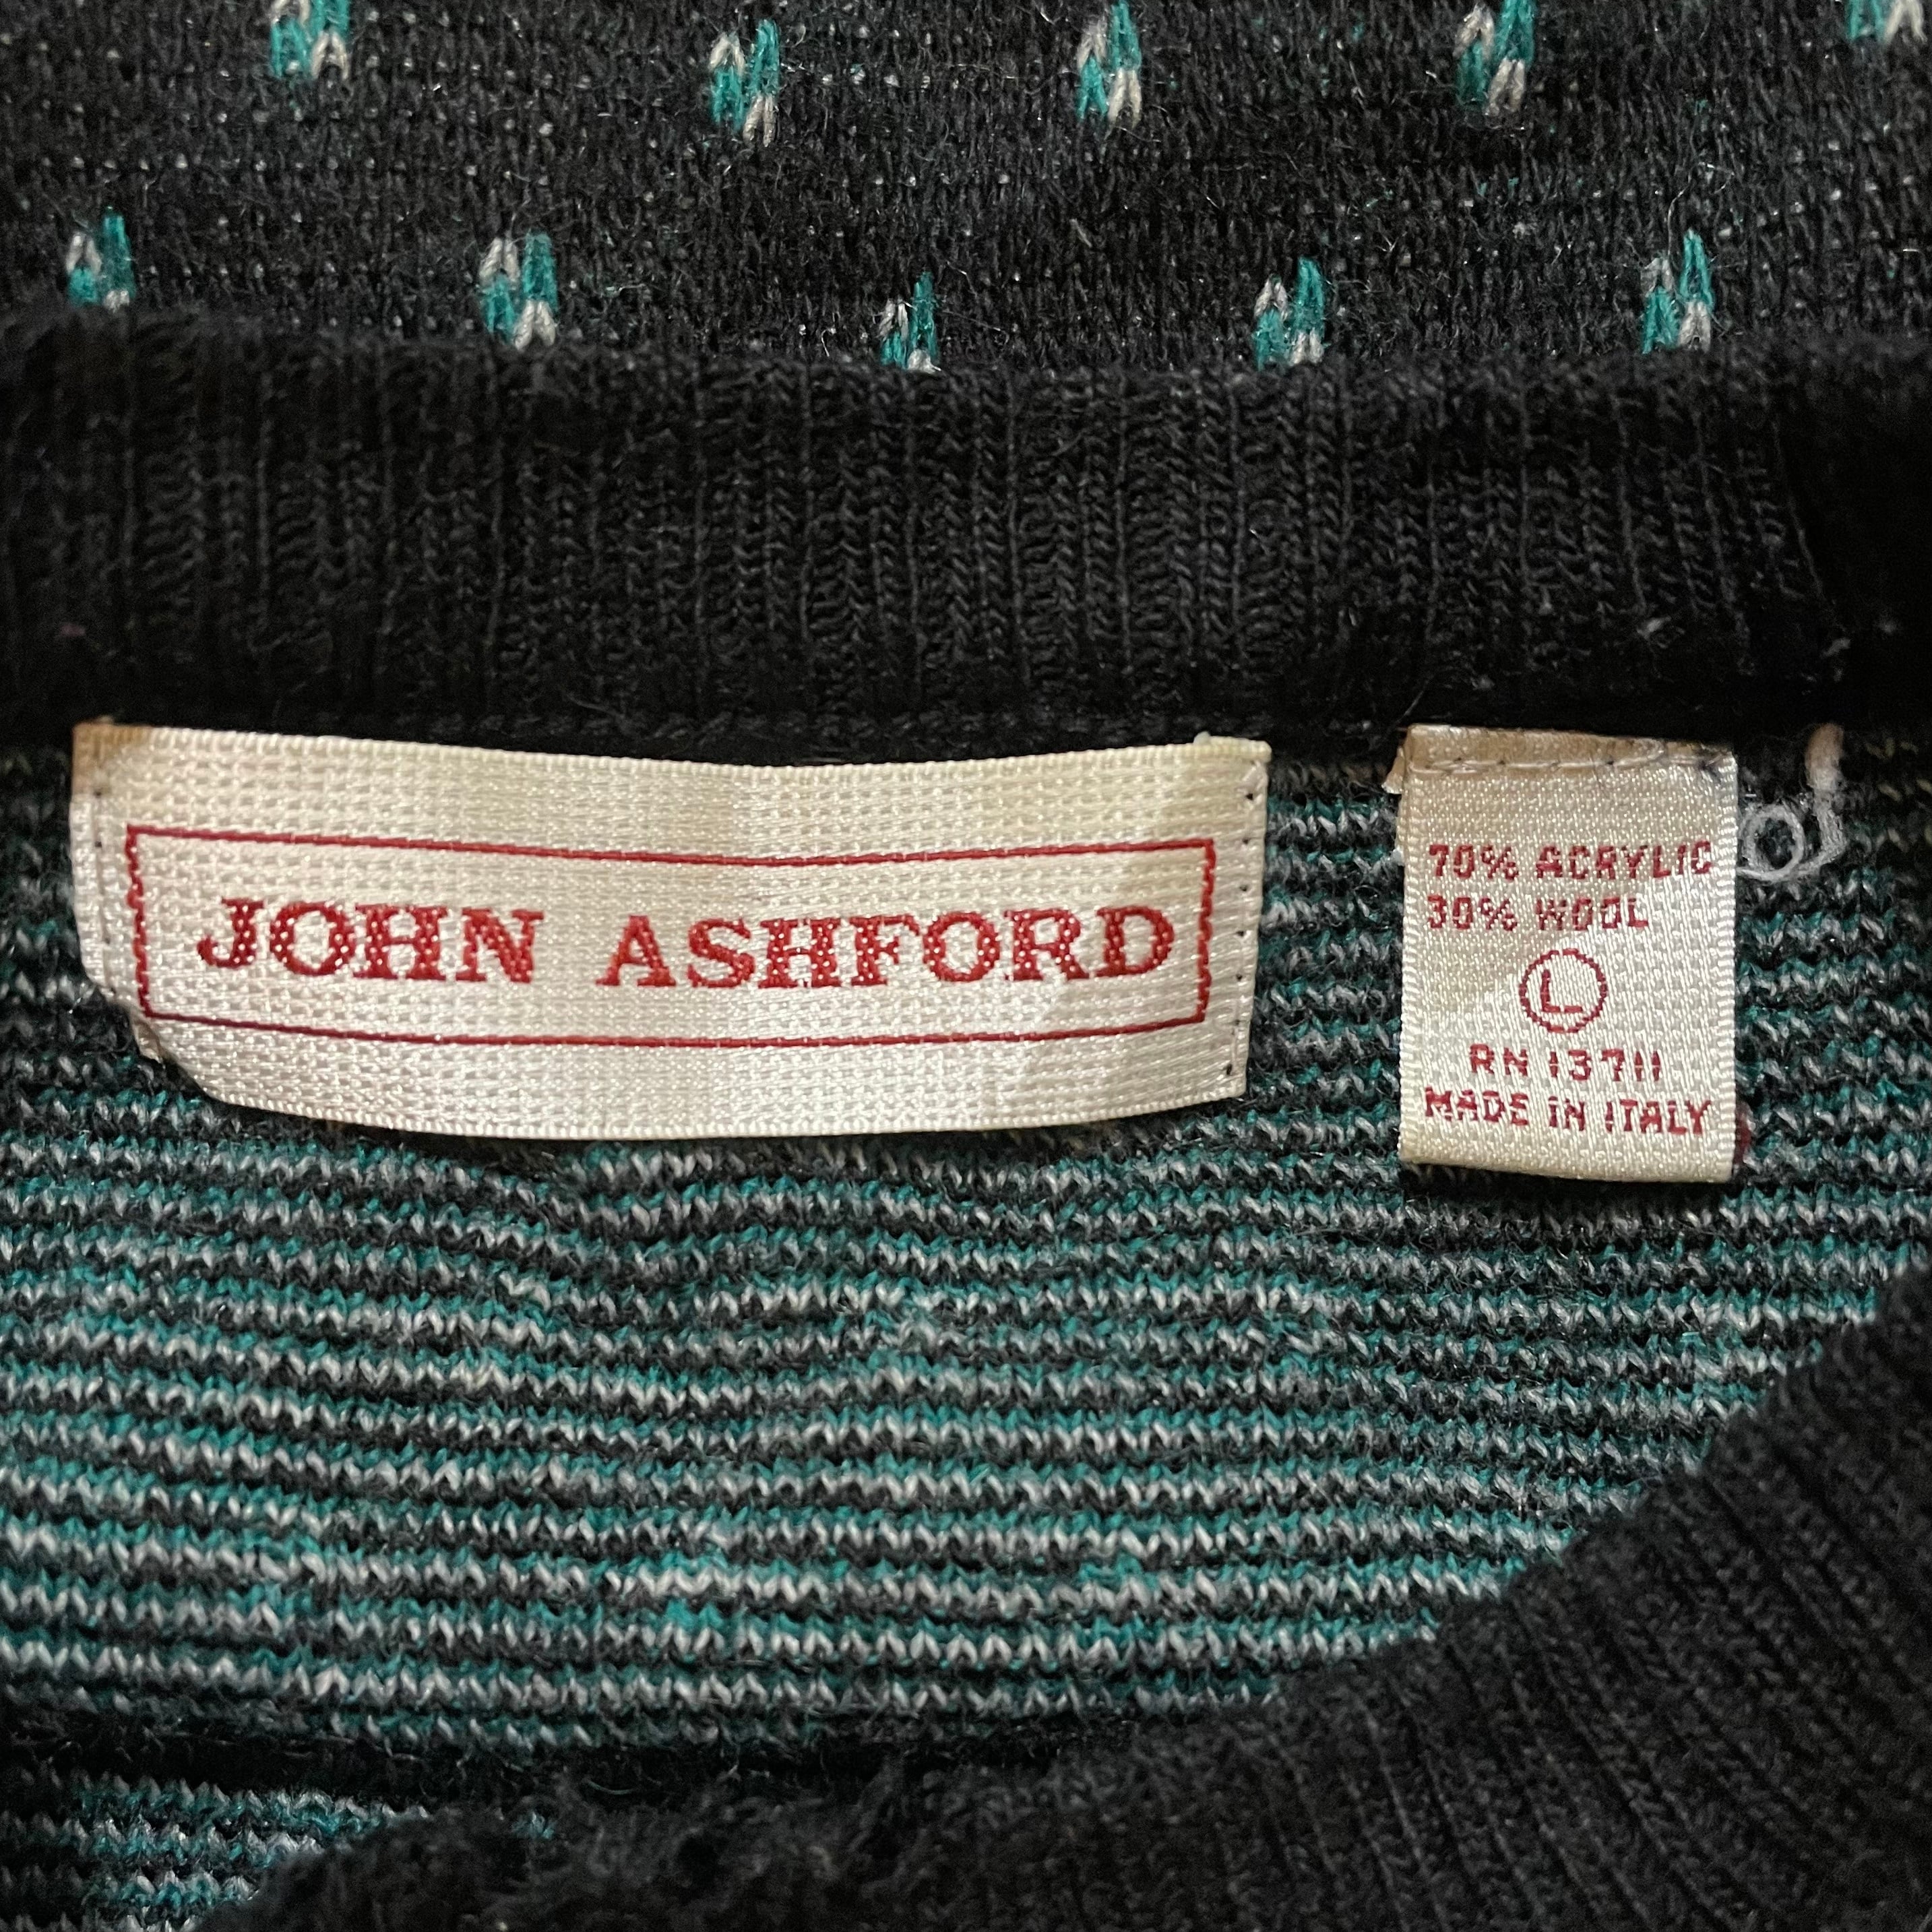 JOHN ASHFORD
70% ACRYLIC
30% WOOL
L
RN 13711
MADE IN ITALY